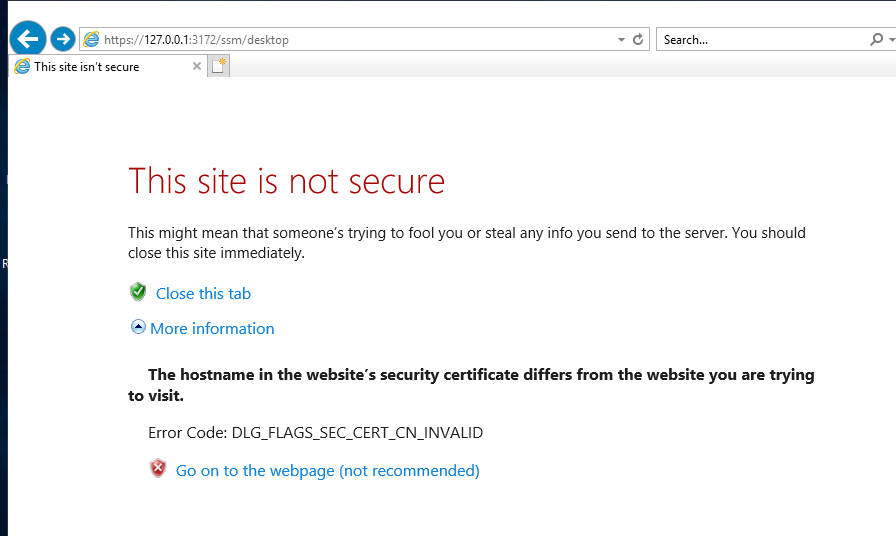 https://127.0.0.1:3172/ssm/desktop
Search...
This site isn't secure
R
This site is not secure
This might mean that someone's trying to fool you or steal any info you send to the server. You should
close this site immediately.
Close this tab
More information
The hostname in the website's security certificate differs from the website you are trying
to visit.
Error Code: DLG_FLAGS_SEC_CERT_CN_INVALID
Go on to the webpage (not recommended)